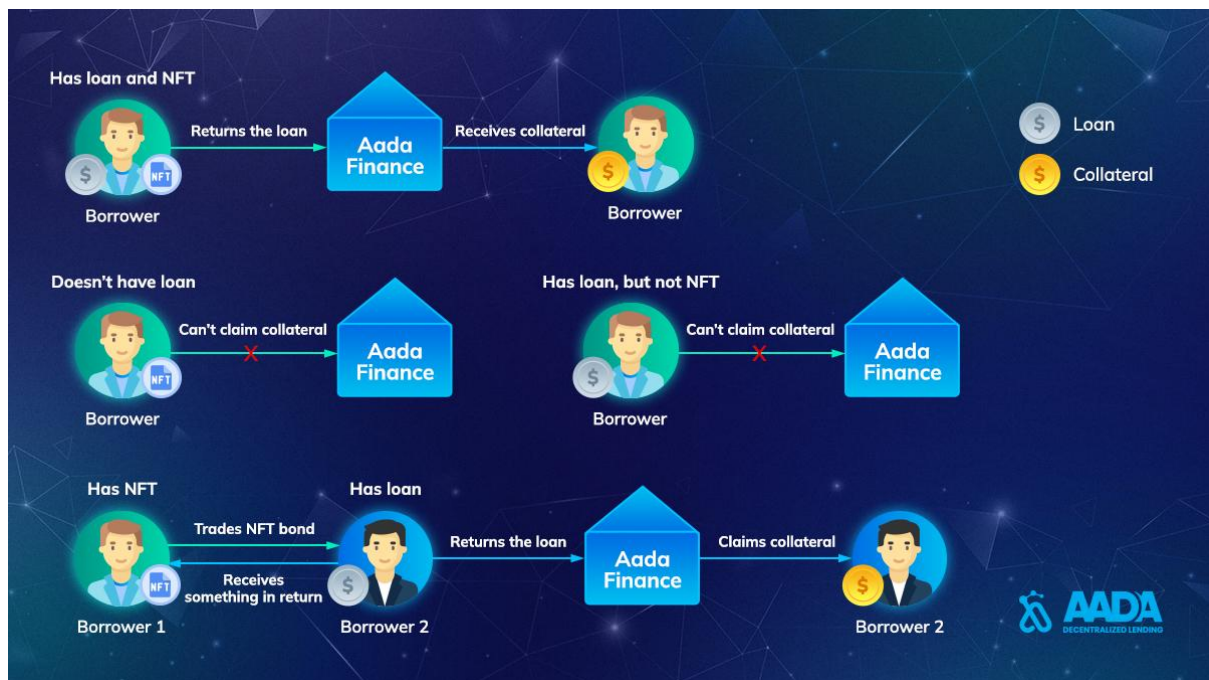 Has loan and NFT
Returns the loan
Aada
Finance
Receives collateral
$
NFT
$
Borrower
Borrower
$
Loan
$
Collateral
Doesn't have loan
Can't claim collateral
X
Aada
Finance
NFT
Borrower
Has loan, but not NFT
Can't claim collateral
X
Aada
Finance
$
Borrower
Has NFT
Has loan
Trades NFT bond
Receives
something in return
Returns the loan
Aada
Finance
Claims collateral
NFT
$
$
Borrower 1
Borrower 2
Borrower 2
AADA
DECENTRALIZED LENDING